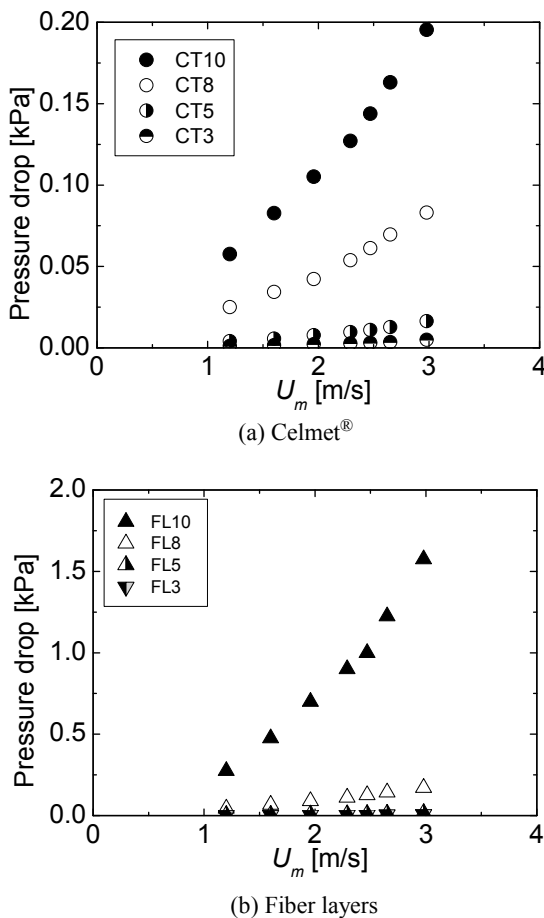 0.20
0.15
0.10
0.05
0.00
Pressure drop [kPa]
CT10
CT8
CT5
CT3
0 1 2 3 4
U_m [m/s]
(a) Celmet®
2.0
1.5
1.0
0.5
0.0
Pressure drop [kPa]
FL10
FL8
FL5
FL3
0 1 2 3 4
U_m [m/s]
(b) Fiber layers